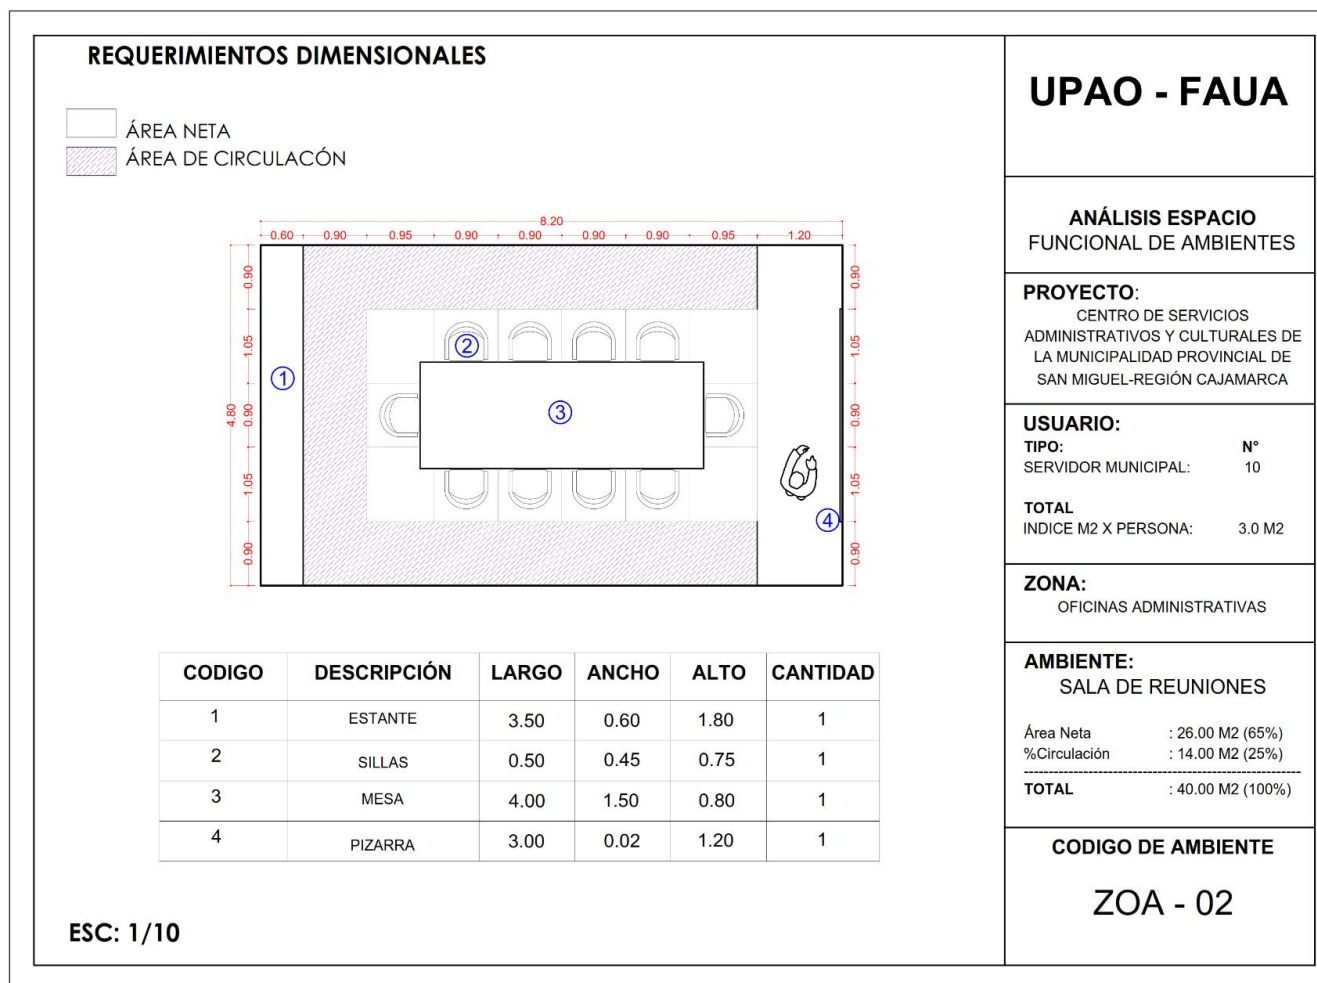 REQUERIMIENTOS DIMENSIONALES
ÁREA NETA
ÁREA DE CIRCULACÓN
8.20
0.60 0.90 0.95 0.90 0.90 0.90 0.90 0.95 1.20
4.80
0.90
1.05
0.90
1.05
0.90
1
2
3
4
0.90
1.05
0.90
1.05
0.90
CODIGO DESCRIPCIÓN LARGO ANCHO ALTO CANTIDAD
1 ESTANTE 3.50 0.60 1.80 1
2 SILLAS 0.50 0.45 0.75 1
3 MESA 4.00 1.50 0.80 1
4 PIZARRA 3.00 0.02 1.20 1
ESC: 1/10
UPAO - FAUA
ANÁLISIS ESPACIO
FUNCIONAL DE AMBIENTES
PROYECTO:
CENTRO DE SERVICIOS
ADMINISTRATIVOS Y CULTURALES DE
LA MUNICIPALIDAD PROVINCIAL DE
SAN MIGUEL-REGIÓN CAJAMARCA
USUARIO:
TIPO: N°
SERVIDOR MUNICIPAL: 10
TOTAL
INDICE M2 X PERSONA: 3.0 M2
ZONA:
OFICINAS ADMINISTRATIVAS
AMBIENTE:
SALA DE REUNIONES
Área Neta : 26.00 M2 (65%)
%Circulación : 14.00 M2 (25%)
TOTAL : 40.00 M2 (100%)
CODIGO DE AMBIENTE
ZOA - 02